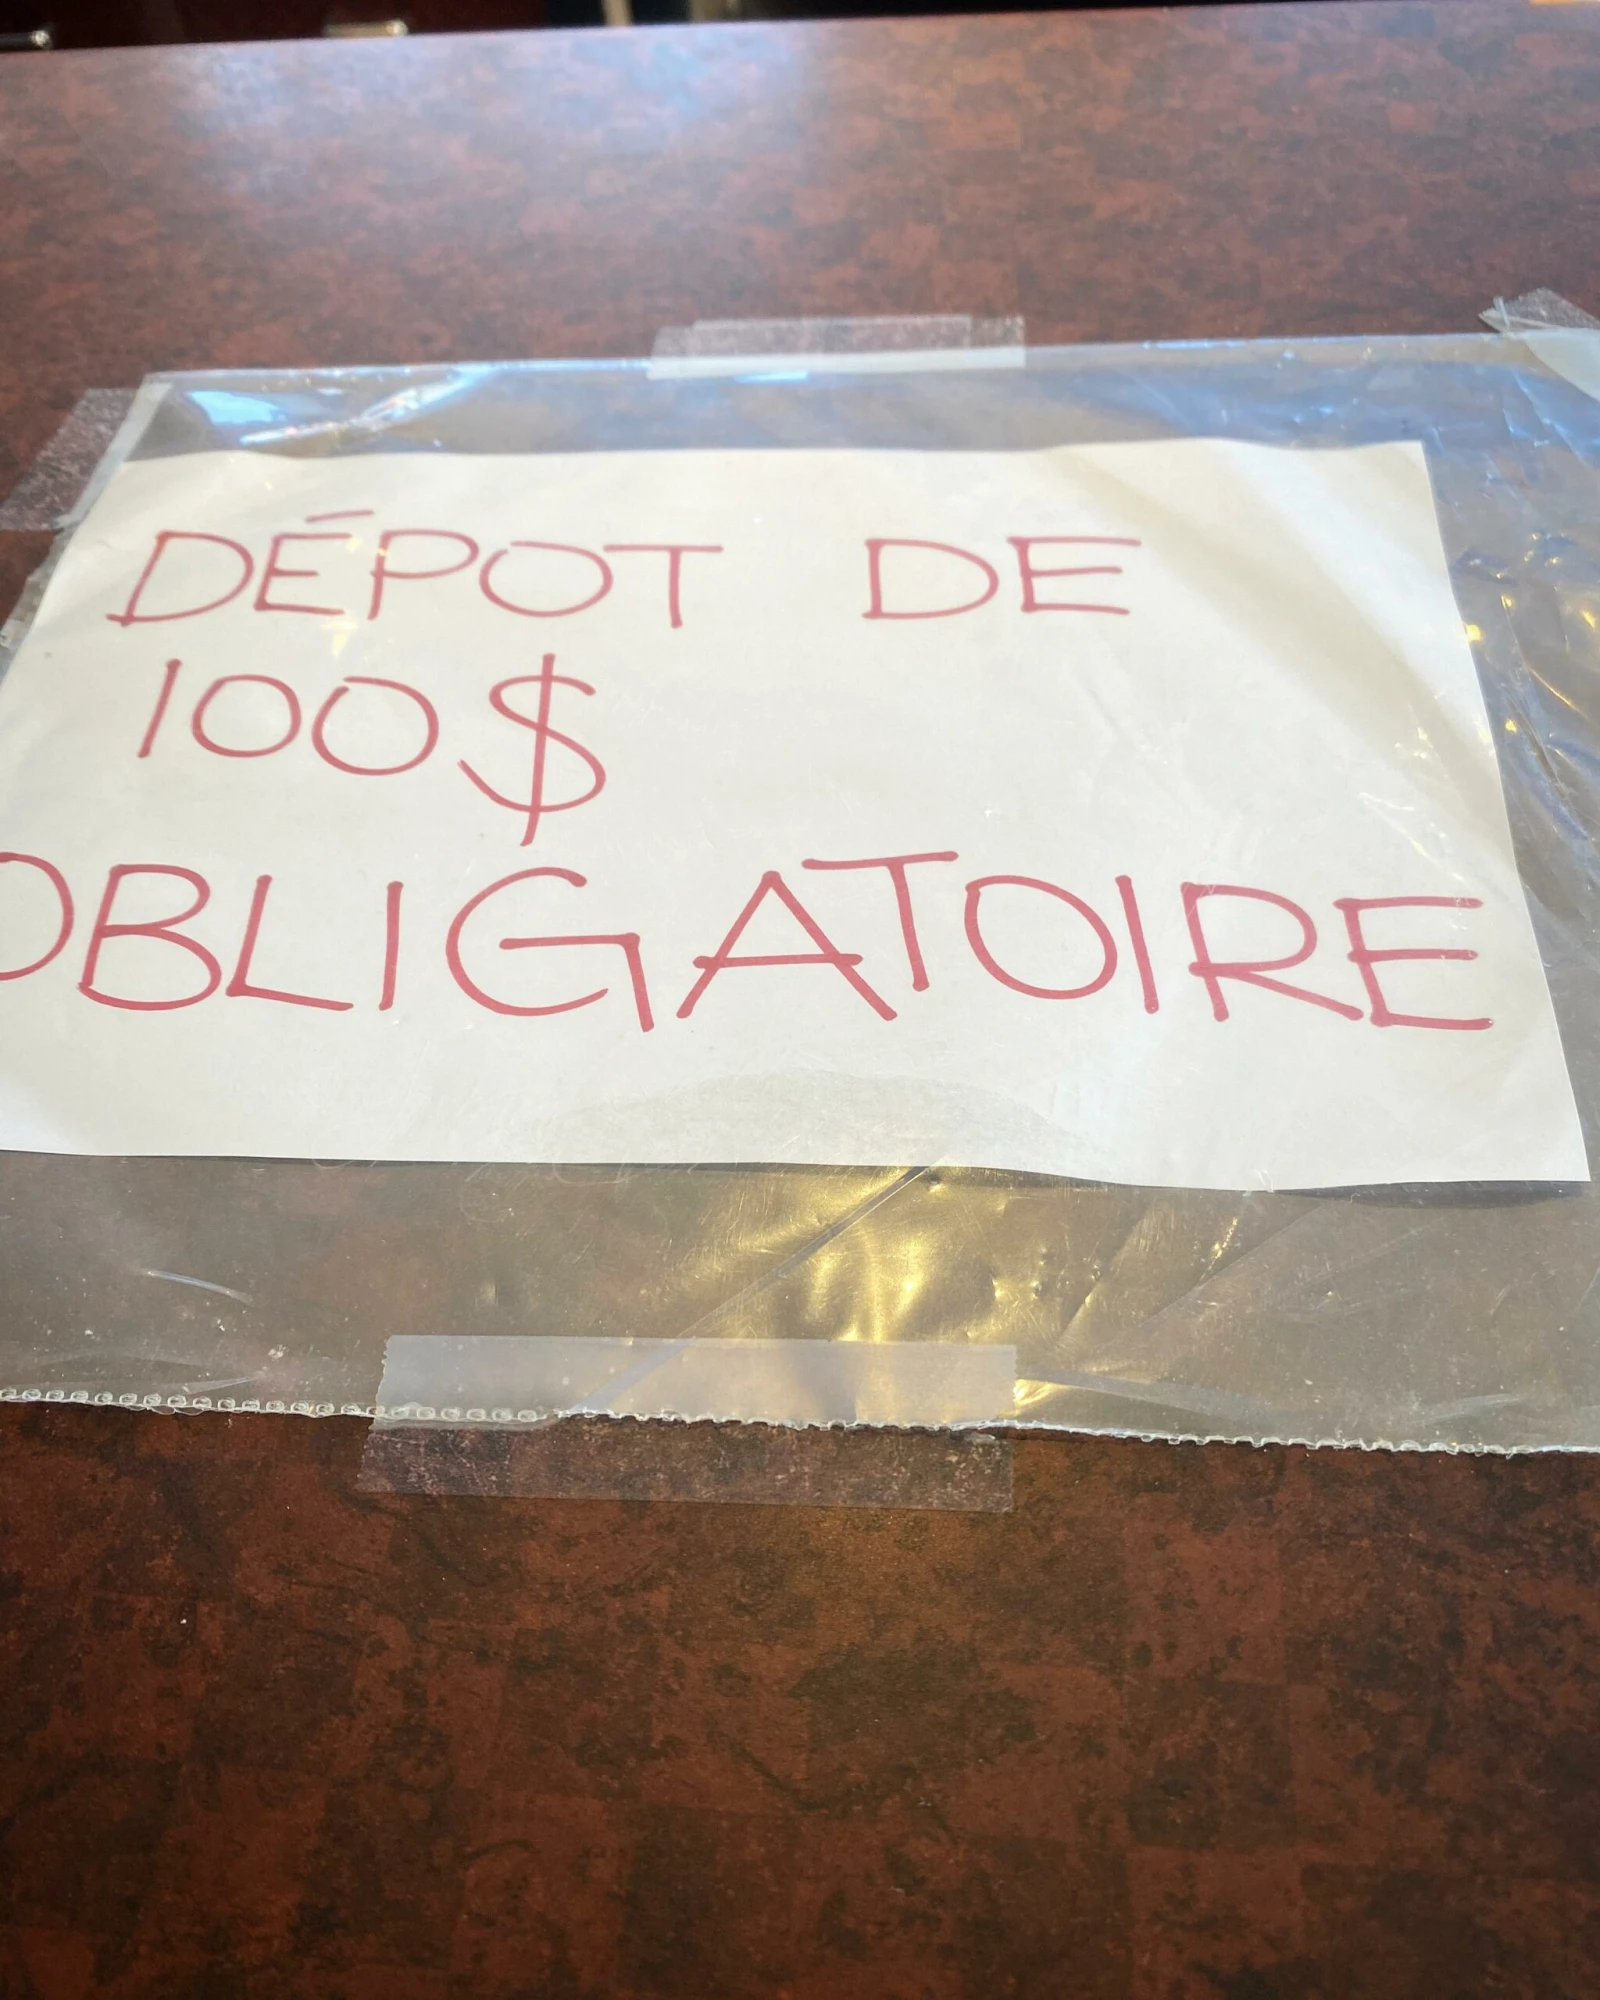 DÉPOT DE
100$
OBLIGATOIRE